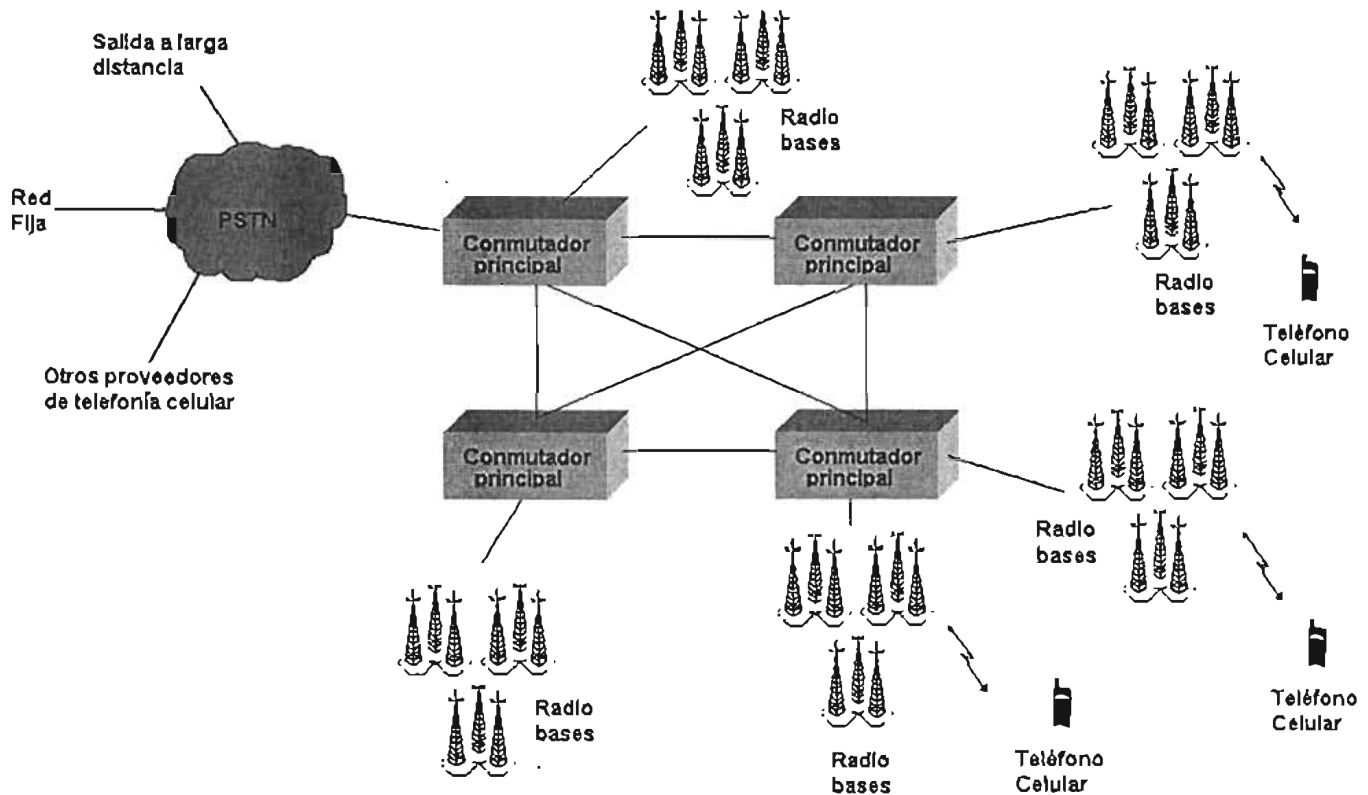 Salida a larga
distancia
Radio
bases
Red
Fija
PSTN
Conmutador
principal
Conmutador
principal
Radio
bases
Teléfono
Celular
Otros proveedores
de telefonía celular
Conmutador
principal
Conmutador
principal
Radio
bases
Radio
bases
Teléfono
Celular
Radio
bases
Teléfono
Celular